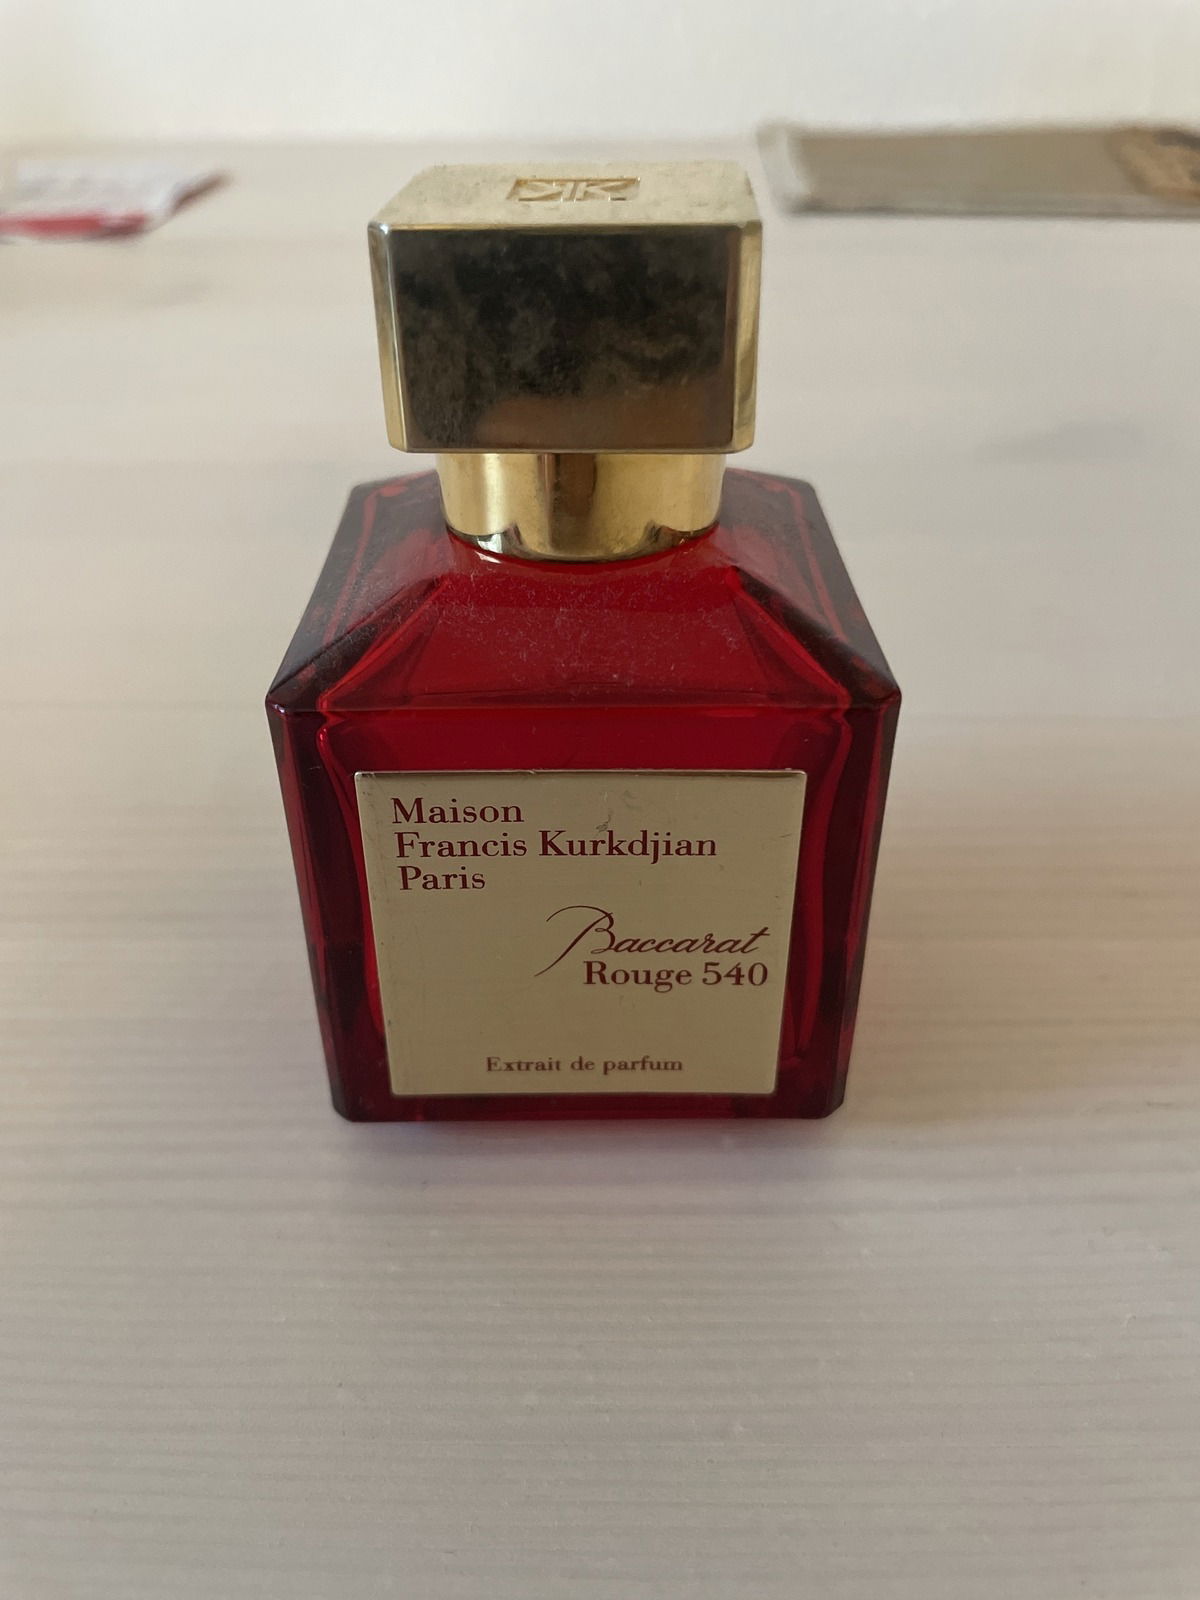 Maison
Francis Kurkdjian
Paris
Baccarat
Rouge 540
Extrait de parfum